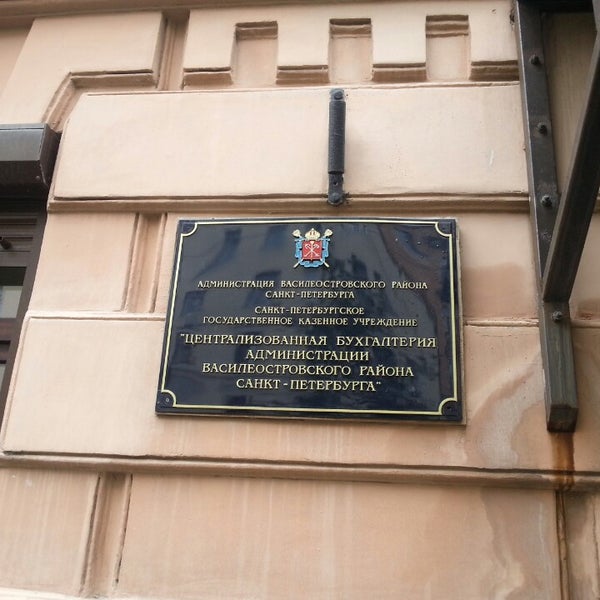 АДМИНИСТРАЦИЯ ВАСИЛЕОСТРОВСКОГО РАЙОНА
САНКТ-ПЕТЕРБУРГА
САНКТ-ПЕТЕРБУРГСКОЕ
ГОСУДАРСТВЕННОЕ КАЗЕННОЕ УЧРЕЖДЕНИЕ
"ЦЕНТРАЛИЗОВАННАЯ БУХГАЛТЕРИЯ
АДМИНИСТРАЦИИ
ВАСИЛЕОСТРОВСКОГО РАЙОНА
САНКТ-ПЕТЕРБУРГА"